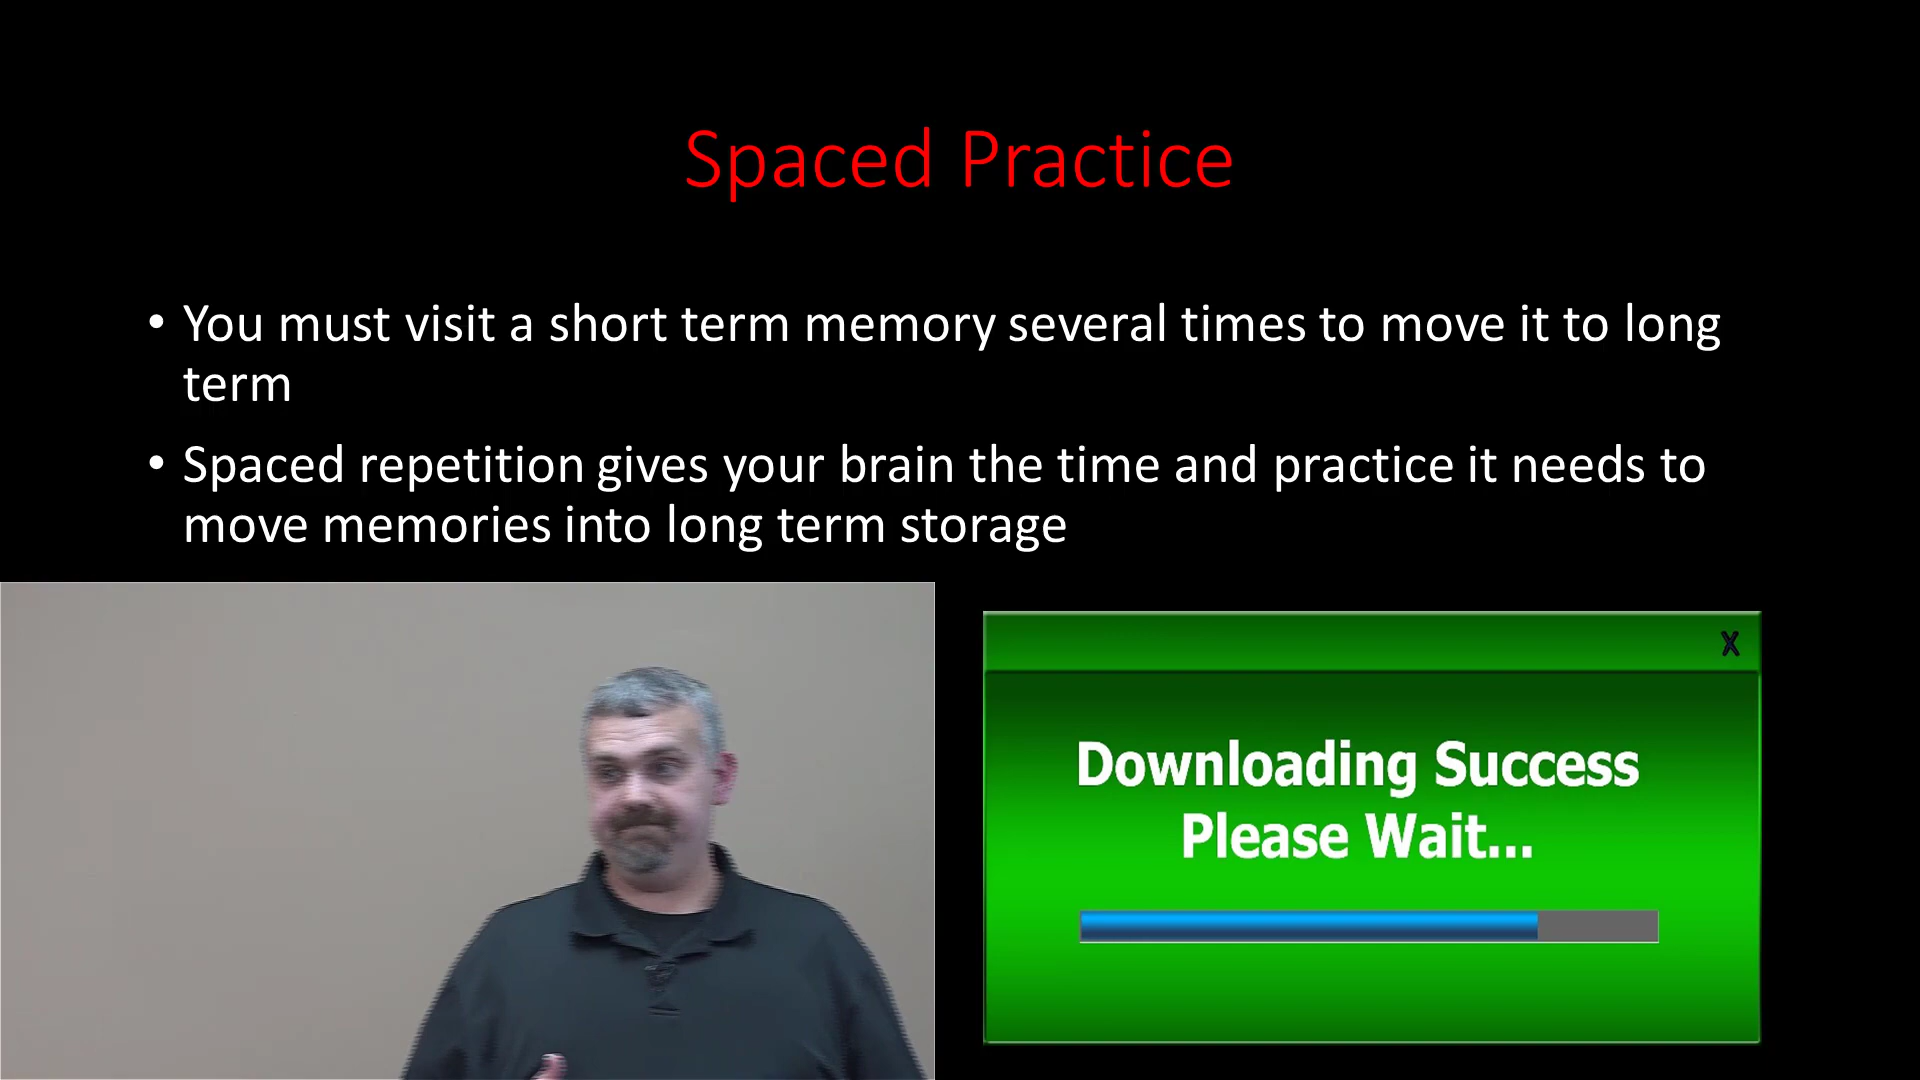 Spaced Practice
• You must visit a short term memory several times to move it to long
term
• Spaced repetition gives your brain the time and practice it needs to
move memories into long term storage
X
Downloading Success
Please Wait...